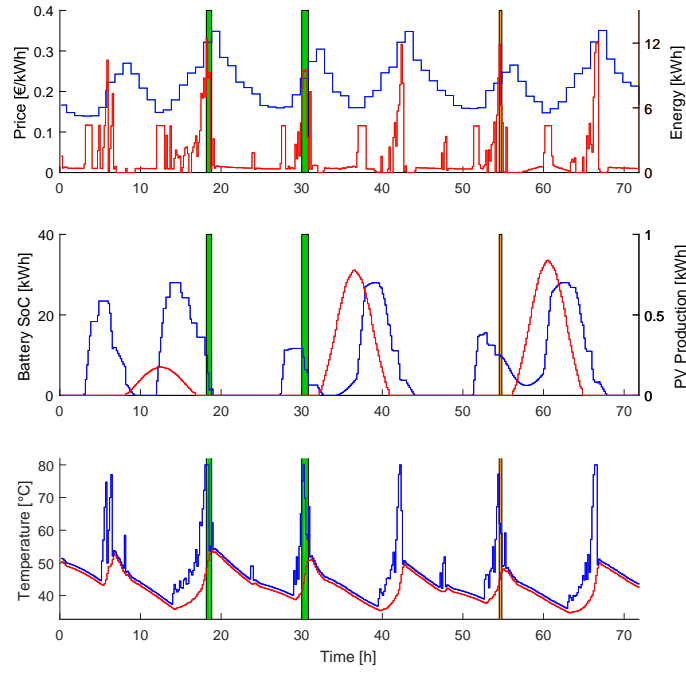 0.4
0.3
0.2
0.1
0
Price [€/kWh]
12
6
0
Energy [kWh]
0 10 20 30 40 50 60 70
40
20
0
Battery SoC [kWh]
1
0.5
0
PV Production [kWh]
0 10 20 30 40 50 60 70
80
70
60
50
40
Temperature [°C]
0 10 20 30 40 50 60 70
Time [h]